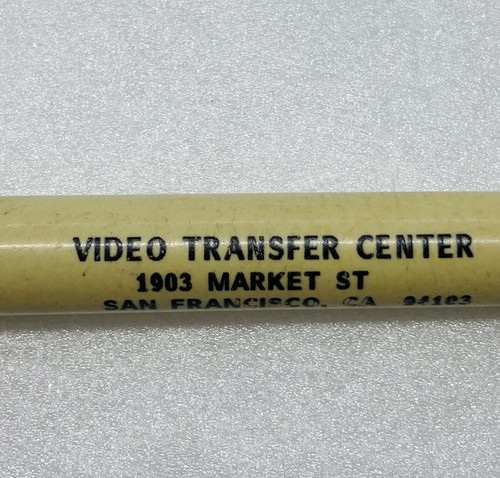 VIDEO TRANSFER CENTER
1903 MARKET ST
SAN FRANCISCO, CA 94103